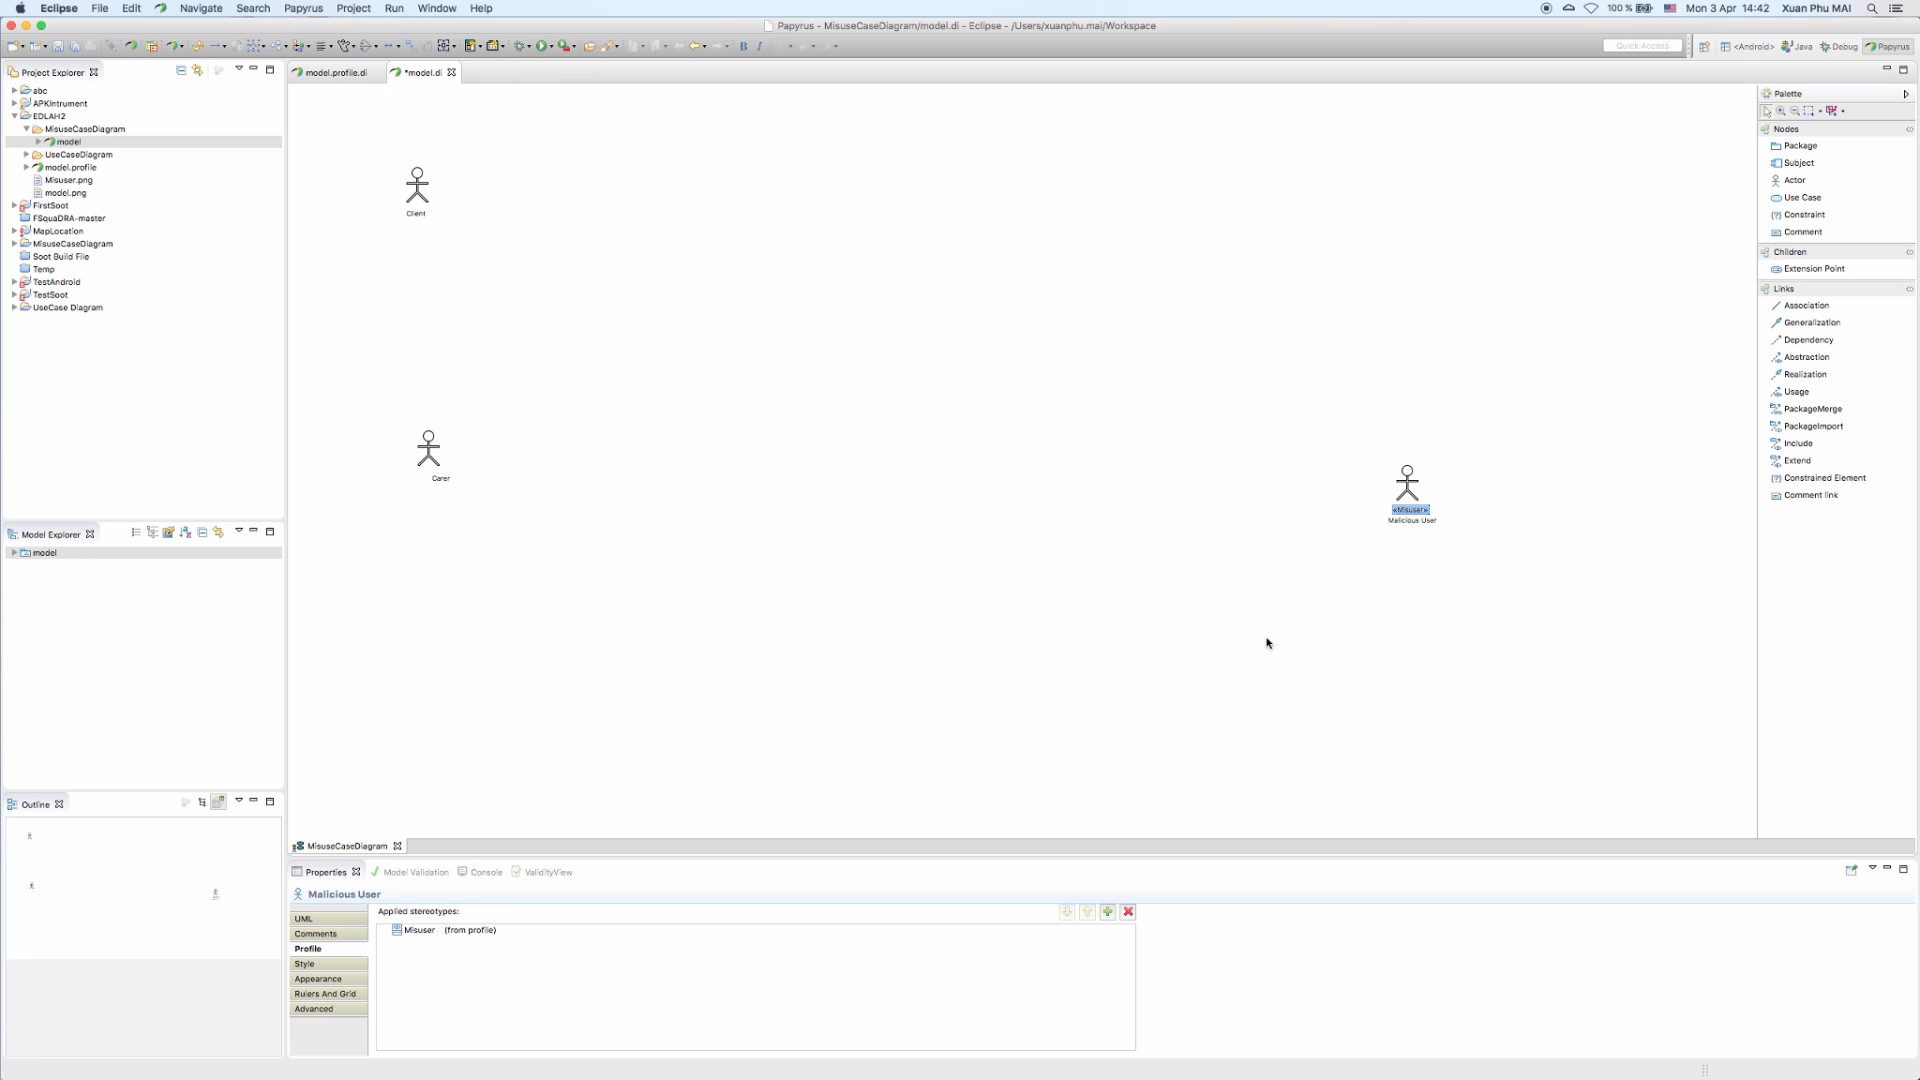 Eclipse File Edit Navigate Search Papyrus Project Run Window Help 100 % Mon 3 Apr 14:42 Xuan Phu MAI
Papyrus - MisuseCaseDiagram/model.di - Eclipse - /Users/xuanphu.mai/Workspace
B I Quick Access <Android> Java Debug Papyrus
Project Explorer
abc
APKIntrument
EDLAH2
MisuseCaseDiagram
model
UseCaseDiagram
model.profile
Misuser.png
model.png
FirstSoot
FSquaDRA-master
MapLocation
MisuseCaseDiagram
Soot Build File
Temp
TestAndroid
TestSoot
UseCase Diagram
Model Explorer
model
Outline
model.profile.di *model.di
Client
Carer
«Misuser»
Malicious User
MisuseCaseDiagram
Palette
Nodes
Package
Subject
Actor
Use Case
Constraint
Comment
Children
Extension Point
Links
Association
Generalization
Dependency
Abstraction
Realization
Usage
PackageMerge
PackageImport
Include
Extend
Constrained Element
Comment link
Properties Model Validation Console ValidityView
Malicious User
UML
Comments
Profile
Style
Appearance
Rulers And Grid
Advanced
Applied stereotypes:
Misuser (from profile)